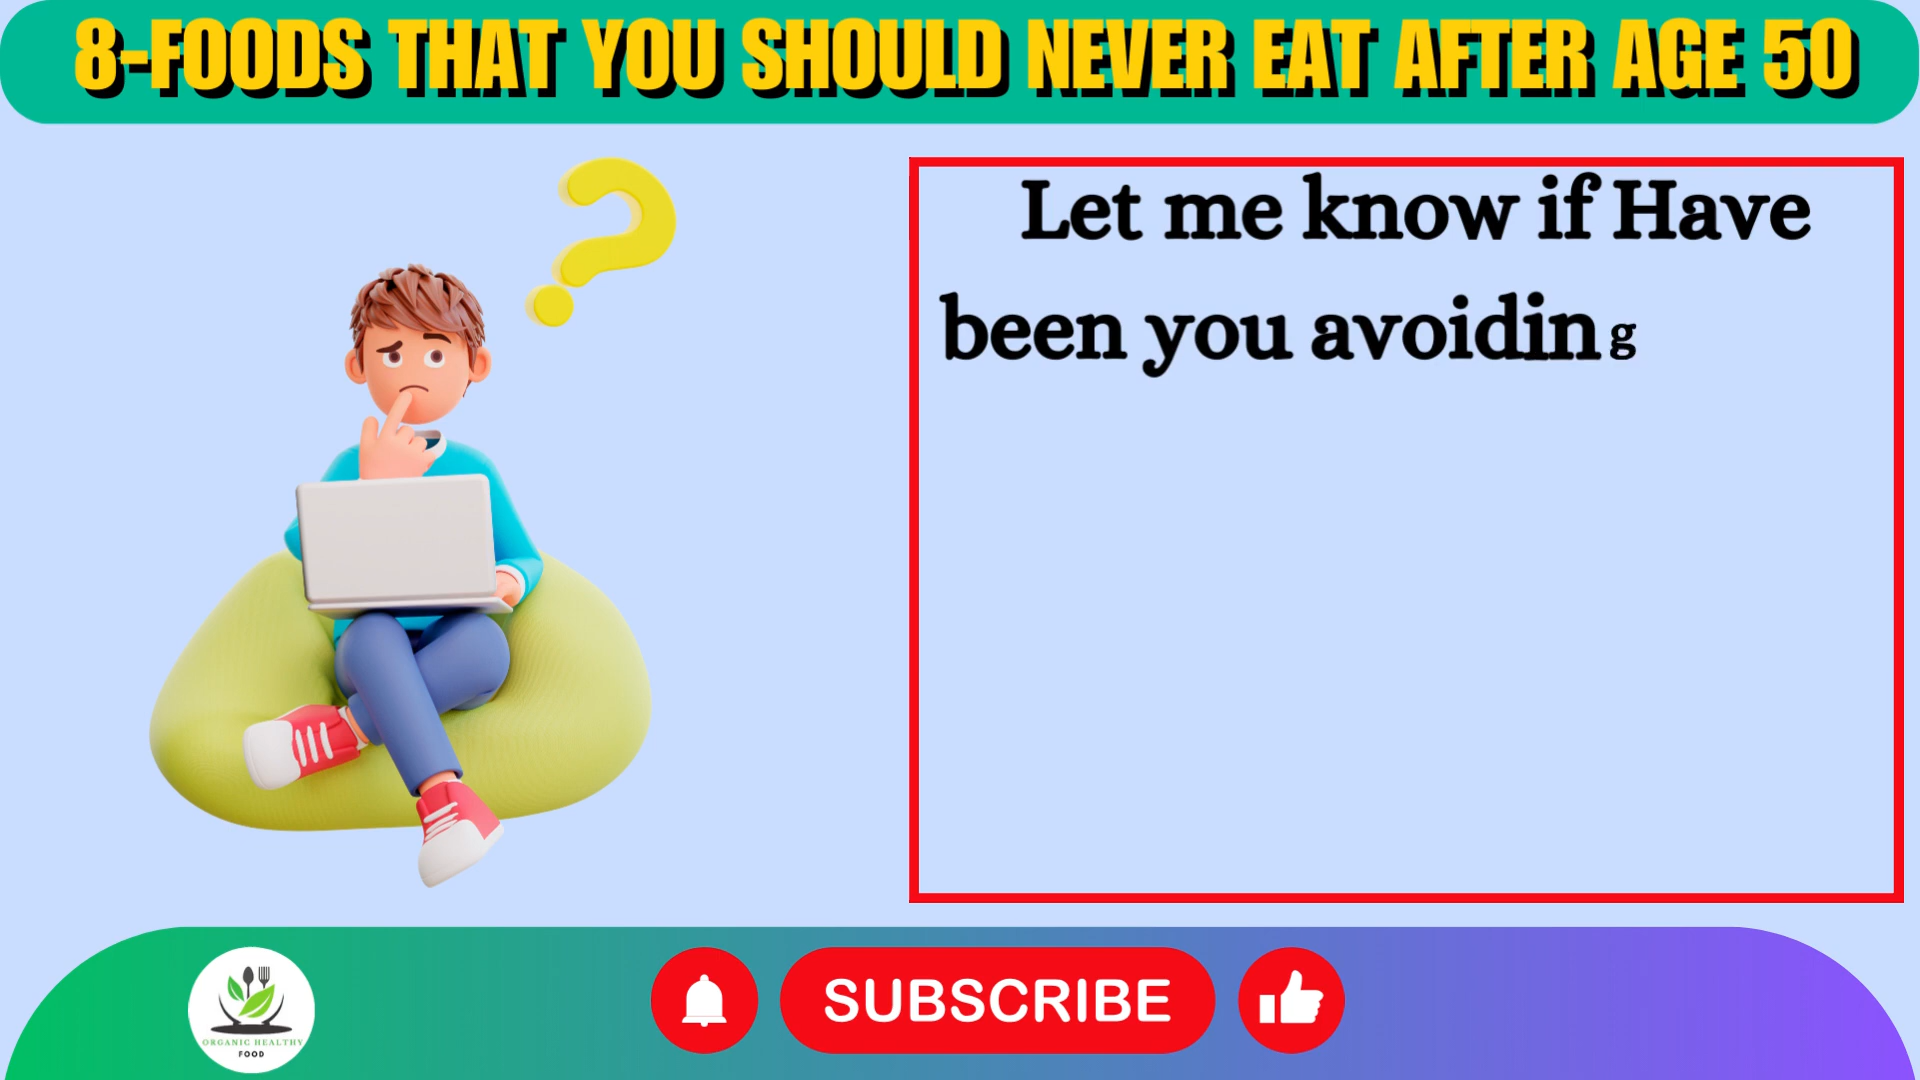 8-FOODS THAT YOU SHOULD NEVER EAT AFTER AGE 50
Let me know if Have
been you avoiding
SUBSCRIBE
ORGANIC HEALTHY
FOOD